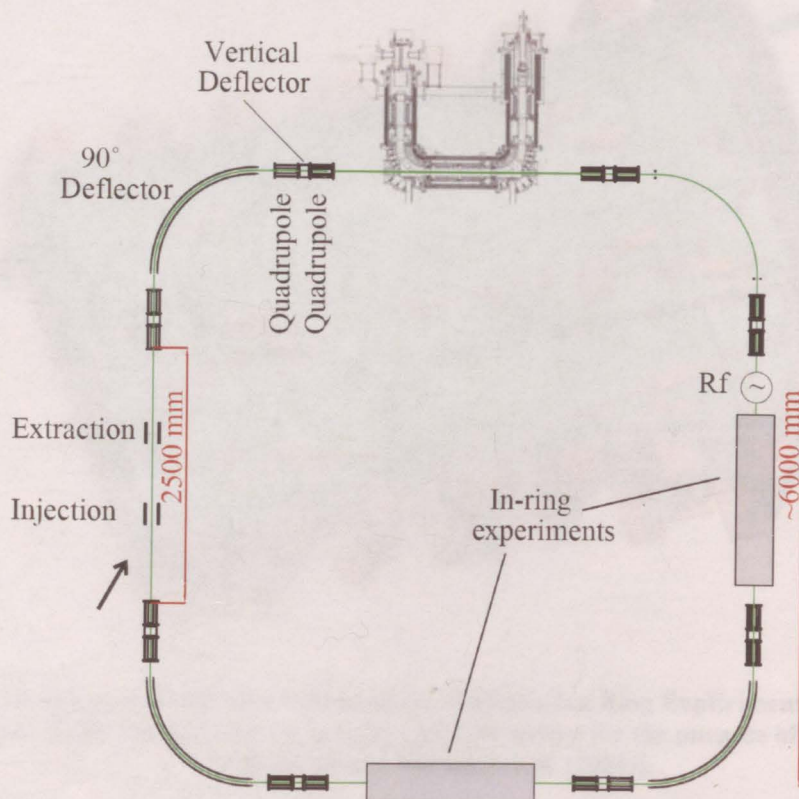 Vertical
Deflector
90°
Deflector
Quadrupole
Quadrupole
Rf
~
Extraction
2500 mm
~6000 mm
Injection
In-ring
experiments